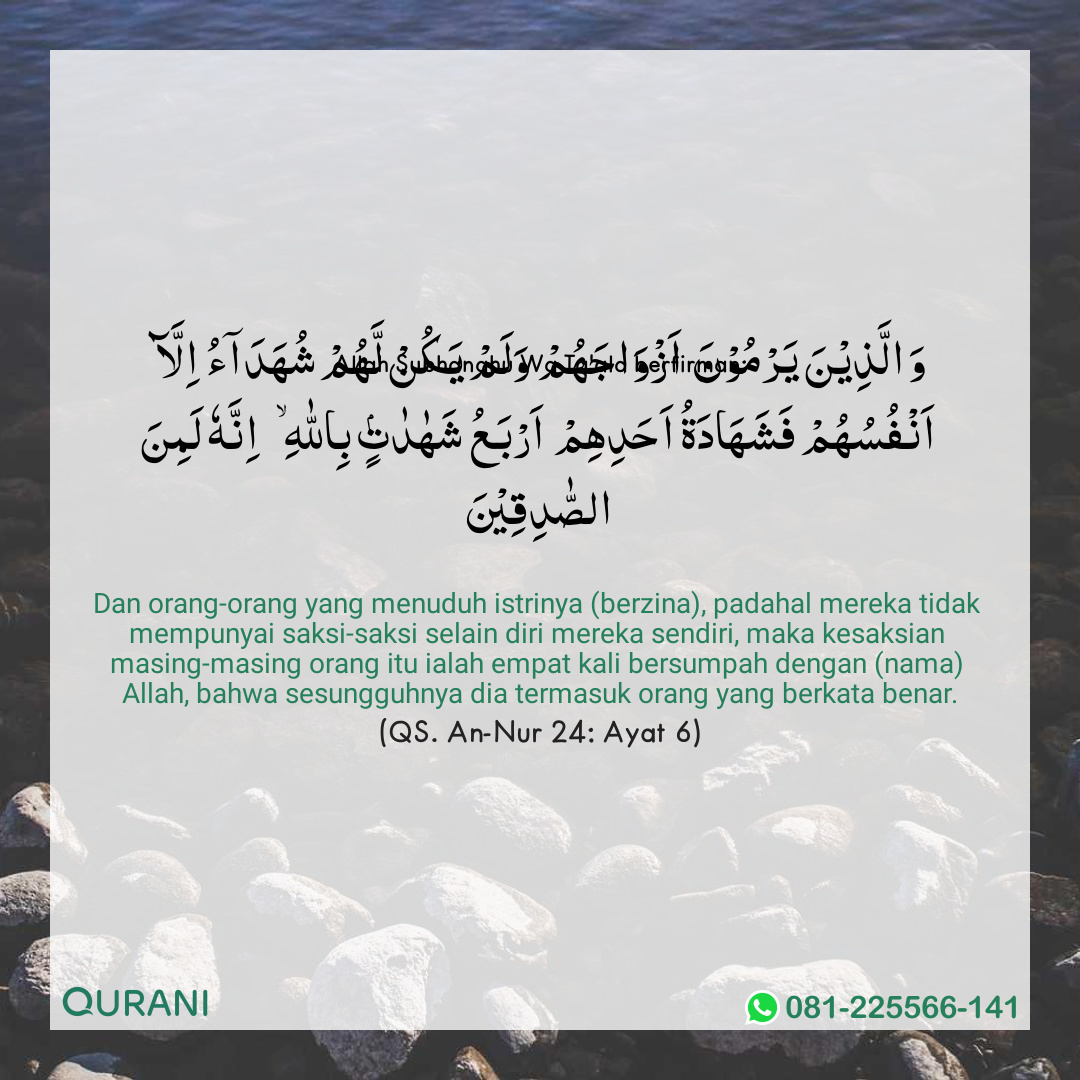 Allah Subhanahu Wa Ta'ala berfirman:
وَالَّذِيْنَ يَرْمُوْنَ اَزْوَاجَهُمْ وَلَمْ يَكُنْ لَّهُمْ شُهَدَآءُ اِلَّاۤ
اَنْفُسُهُمْ فَشَهَادَةُ اَحَدِهِمْ اَرْبَعُ شَهٰدٰتٍۢ بِاللّٰهِ ۙ اِنَّهٗ لَمِنَ
الصّٰدِقِيْنَ
Dan orang-orang yang menuduh istrinya (berzina), padahal mereka tidak
mempunyai saksi-saksi selain diri mereka sendiri, maka kesaksian
masing-masing orang itu ialah empat kali bersumpah dengan (nama)
Allah, bahwa sesungguhnya dia termasuk orang yang berkata benar.
(QS. An-Nur 24: Ayat 6)
QURANI
081-225566-141